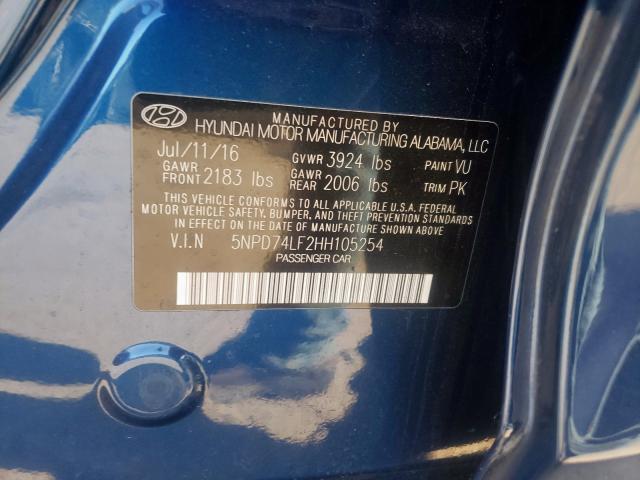 MANUFACTURED BY
HYUNDAI MOTOR MANUFACTURING ALABAMA, LLC
Jul/11/16 GVWR 3924 lbs PAINT VU
GAWR FRONT 2183 lbs GAWR REAR 2006 lbs TRIM PK
THIS VEHICLE CONFORMS TO ALL APPLICABLE U.S.A. FEDERAL
MOTOR VEHICLE SAFETY, BUMPER, AND THEFT PREVENTION STANDARDS
IN EFFECT ON THE DATE OF MANUFACTURE SHOWN ABOVE.
V.I.N 5NPD74LF2HH105254
PASSENGER CAR